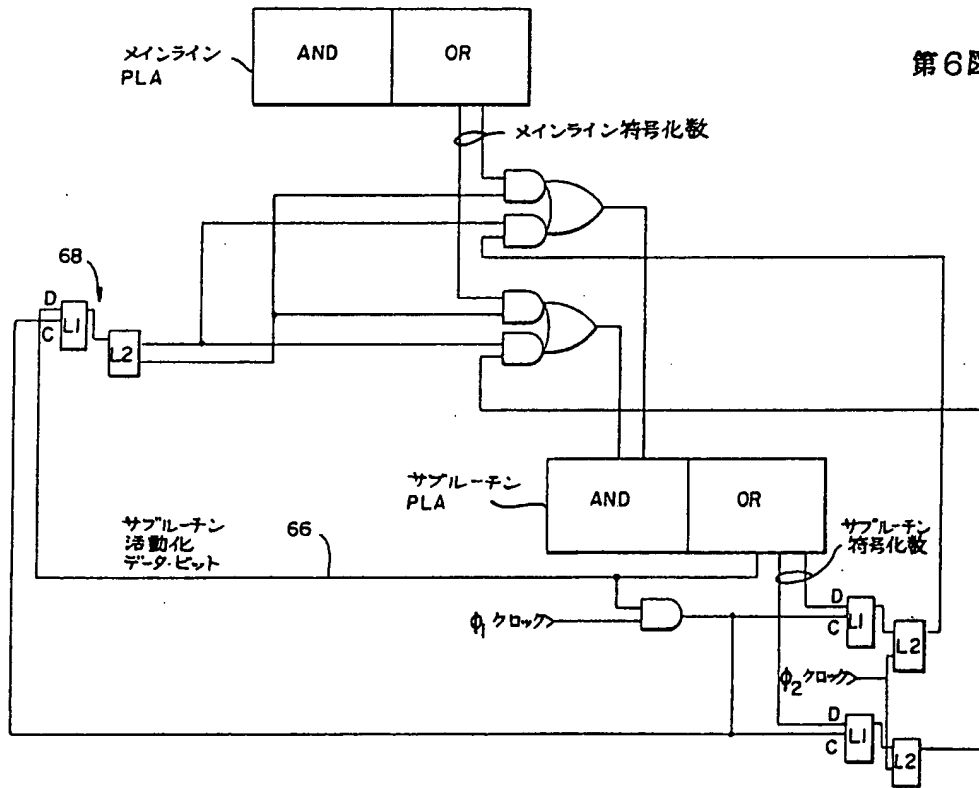 第6図
メインライン
PLA
AND
OR
メインライン符号化数
68
D
C
L1
L2
サブルーチン
PLA
AND
OR
サブルーチン
活動化
データ・ビット
66
サブルーチン
符号化数
φ1 クロック
D
C
L1
L2
φ2 クロック
D
C
L1
L2